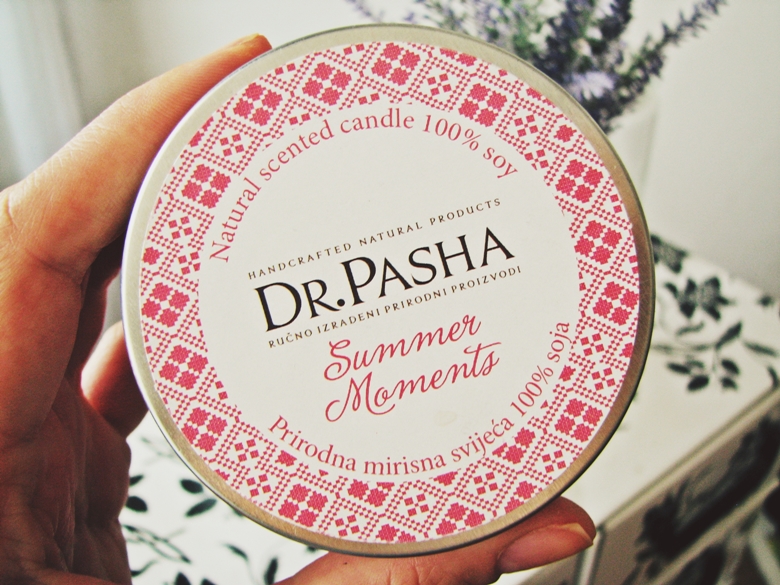 Natural scented candle 100% soy
HANDCRAFTED NATURAL PRODUCTS
DR.PASHA
RUČNO IZRAĐENI PRIRODNI PROIZVODI
Summer
Moments
Prirodna mirisna svijeća 100% soja